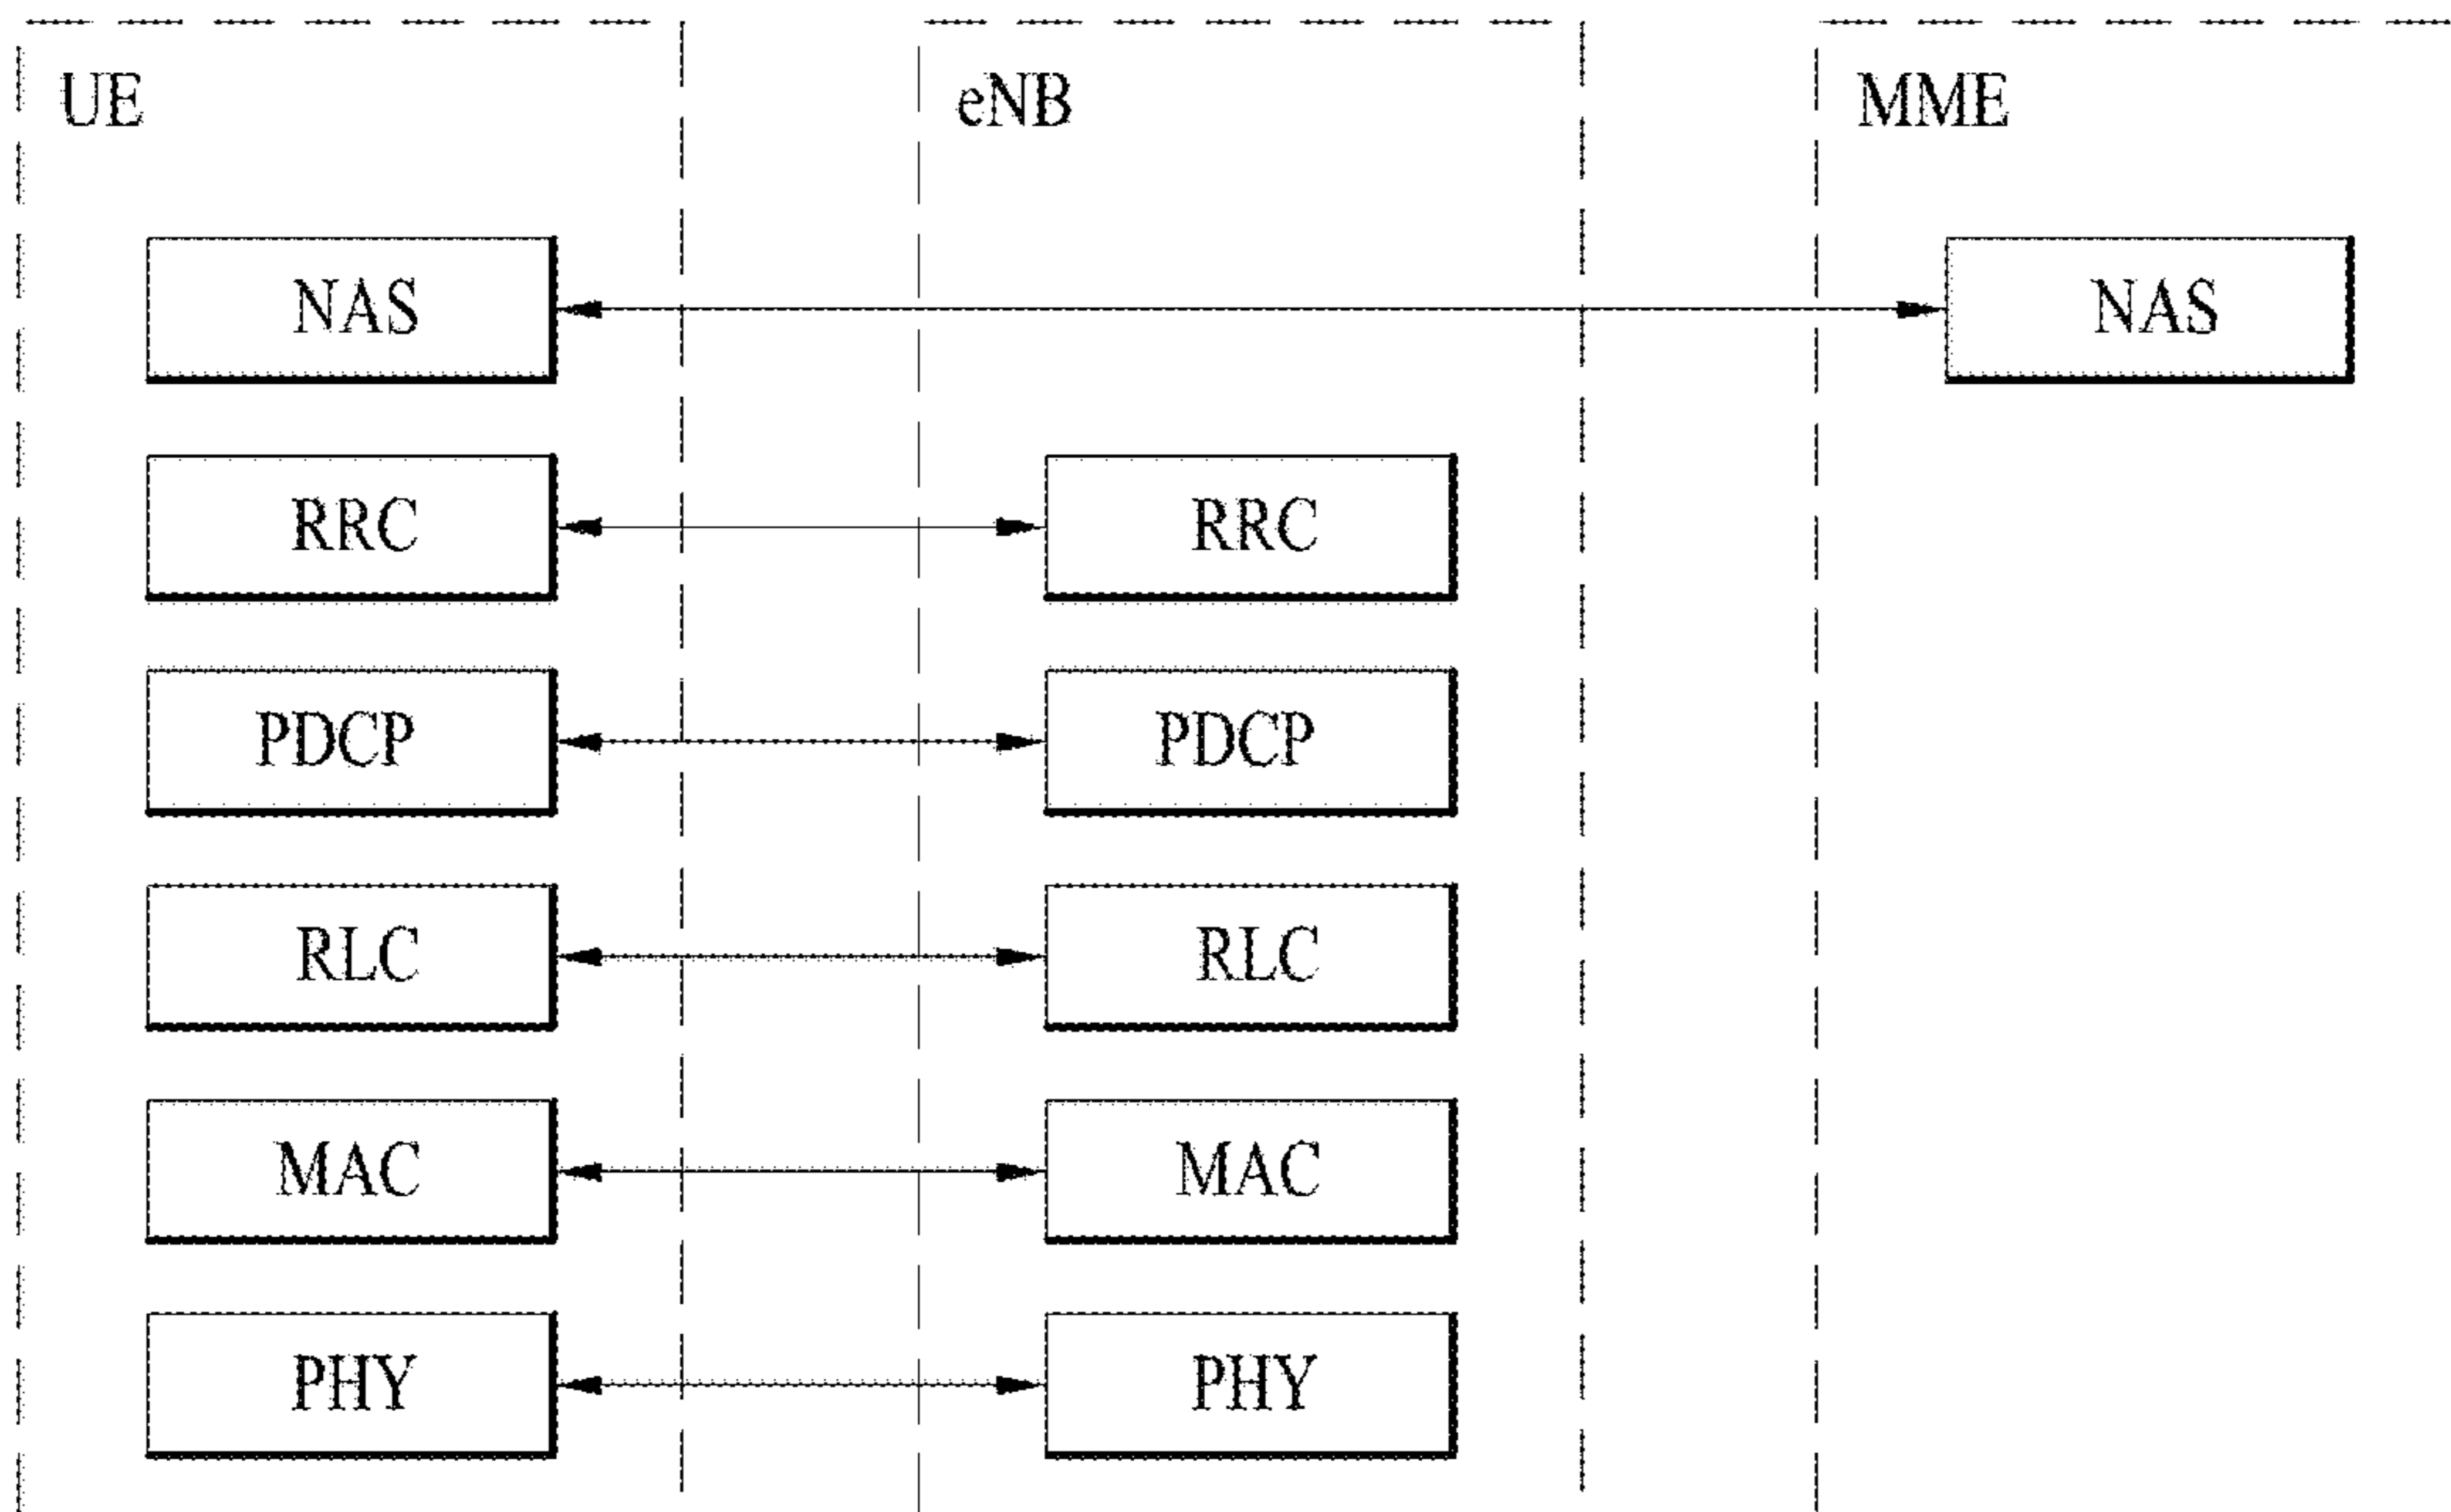 UE
eNB
MME
NAS
NAS
RRC
RRC
PDCP
PDCP
RLC
RLC
MAC
MAC
PHY
PHY